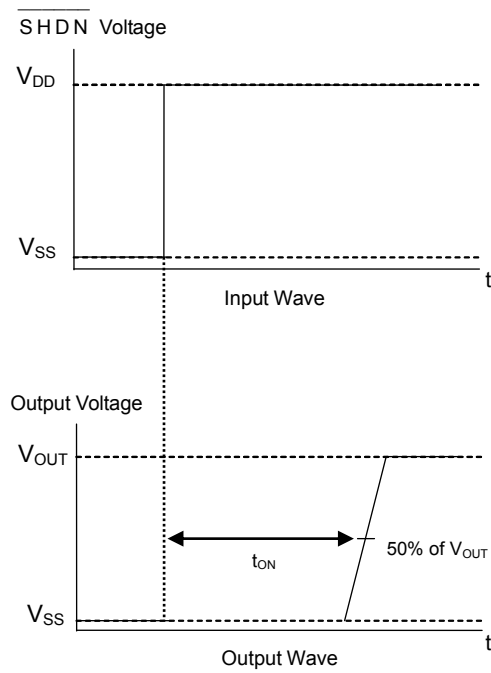 SHDN Voltage
VDD
VSS
t
Input Wave
Output Voltage
VOUT
50% of VOUT
tON
VSS
t
Output Wave